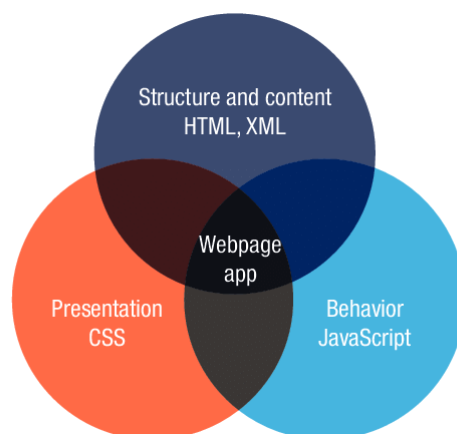 Structure and content
HTML, XML
Webpage
app
Presentation
CSS
Behavior
JavaScript